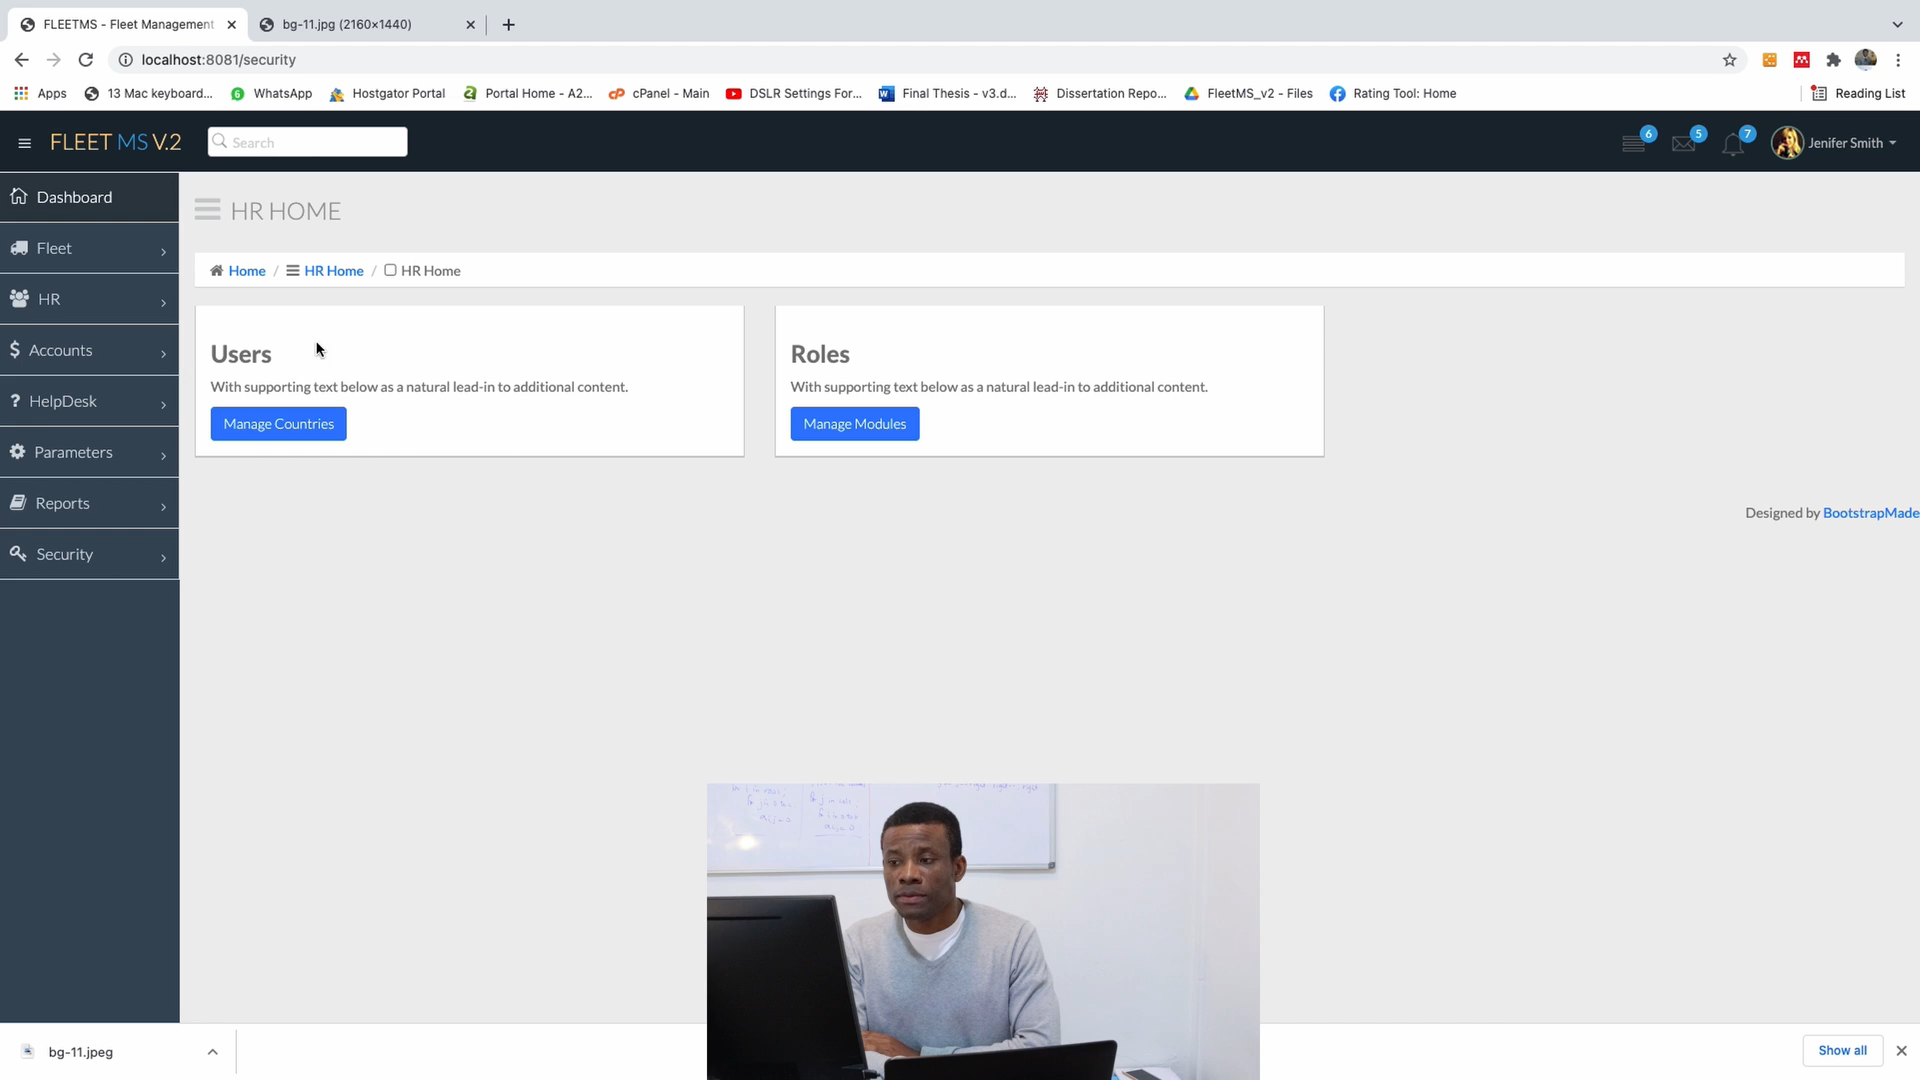 FLEETMS - Fleet Management
bg-11.jpg (2160×1440)
localhost:8081/security
Apps
13 Mac keyboard...
WhatsApp
Hostgator Portal
Portal Home - A2...
cPanel - Main
DSLR Settings For...
Final Thesis - v3.d...
Dissertation Repo...
FleetMS_v2 - Files
Rating Tool: Home
Reading List
FLEET MS V.2
Search
6
5
7
Jenifer Smith
Dashboard
Fleet
HR
Accounts
HelpDesk
Parameters
Reports
Security
HR HOME
Home / HR Home / HR Home
Users
With supporting text below as a natural lead-in to additional content.
Manage Countries
Roles
With supporting text below as a natural lead-in to additional content.
Manage Modules
Designed by BootstrapMade
bg-11.jpeg
Show all